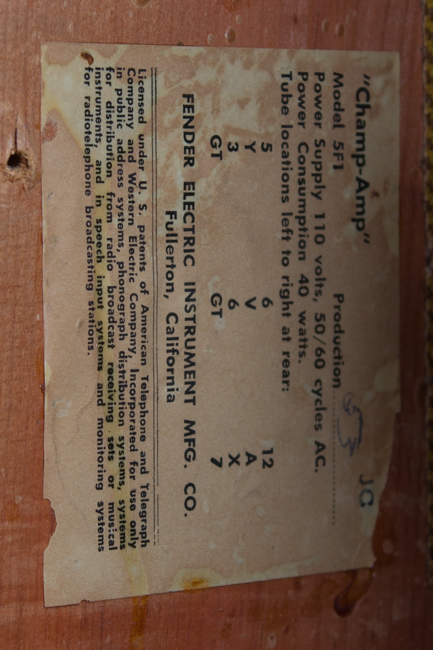 "Champ-Amp" JG
Model 5F1 Production
Power Supply 110 volts, 50/60 cycles AC.
Power Consumption 40 watts.
Tube locations left to right at rear:
5 6 12
Y V A
3 6 X
GT GT 7
FENDER ELECTRIC INSTRUMENT MFG. CO.
Fullerton, California
Licensed under U. S. patents of American Telephone and Telegraph
Company and Western Electric Company, Incorporated for use only
in public address systems, phonograph distribution systems, systems
for distribution from radio broadcast receiving sets or musical
instruments, and in speech input systems and monitoring systems
for radiotelephone broadcasting stations.